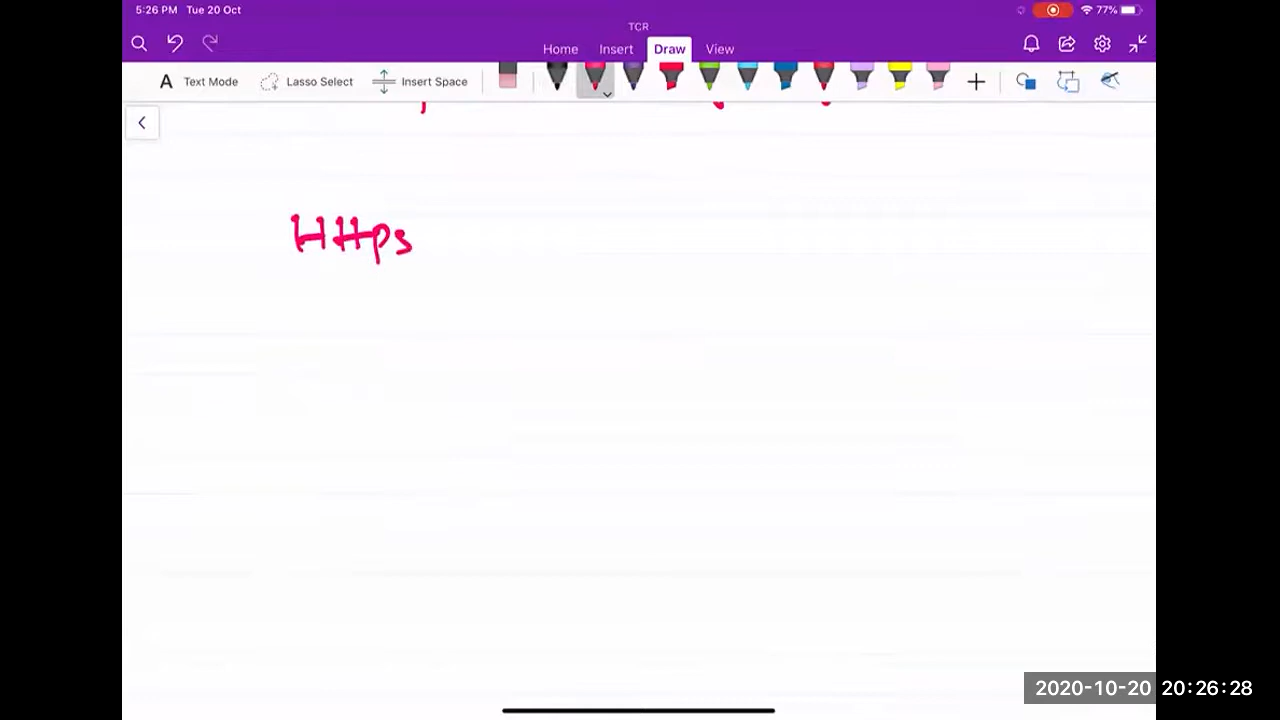 5:26 PM Tue 20 Oct
77%
TCR
Home Insert Draw View
A Text Mode Lasso Select Insert Space
HTTps
2020-10-20 20:26:28